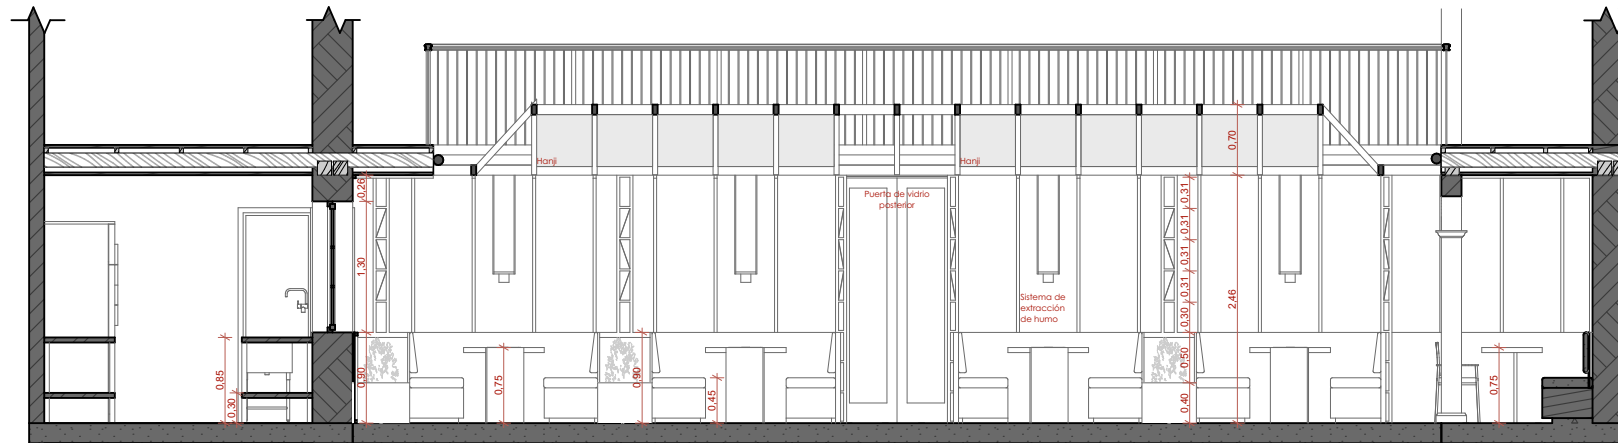 Hanji
Hanji
0,70
Puerta de vidrio
posterior
0,26
1,30
0,90
0,31
0,31
0,31
0,31
0,30
0,50
0,40
2,46
Sistema de
extracción
de humo
0,85
0,30
0,75
0,90
0,45
0,75